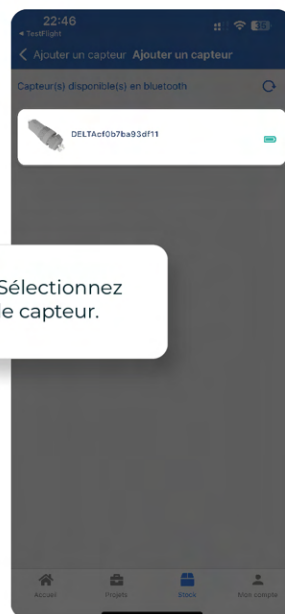 22:46
35
◄ TestFlight
Ajouter un capteur Ajouter un capteur
Capteur(s) disponible(s) en bluetooth
DELTAcf0b7ba93df11
Sélectionnez
le capteur.
Accueil
Projets
Stock
Mon compte